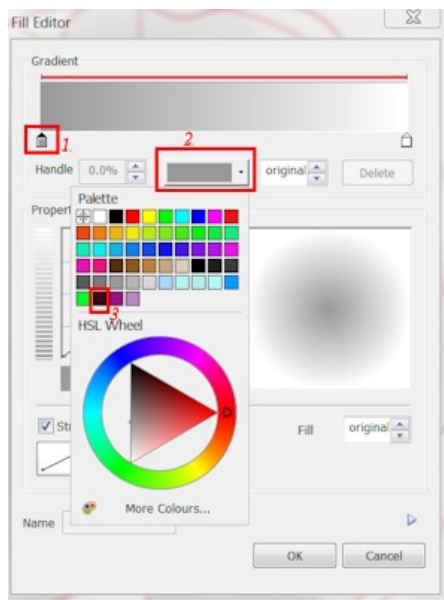 Fill Editor
Gradient
1.
2.
Handle 0.0% original Delete
Palette
3
HSL Wheel
Fill original
More Colours...
Name
OK Cancel